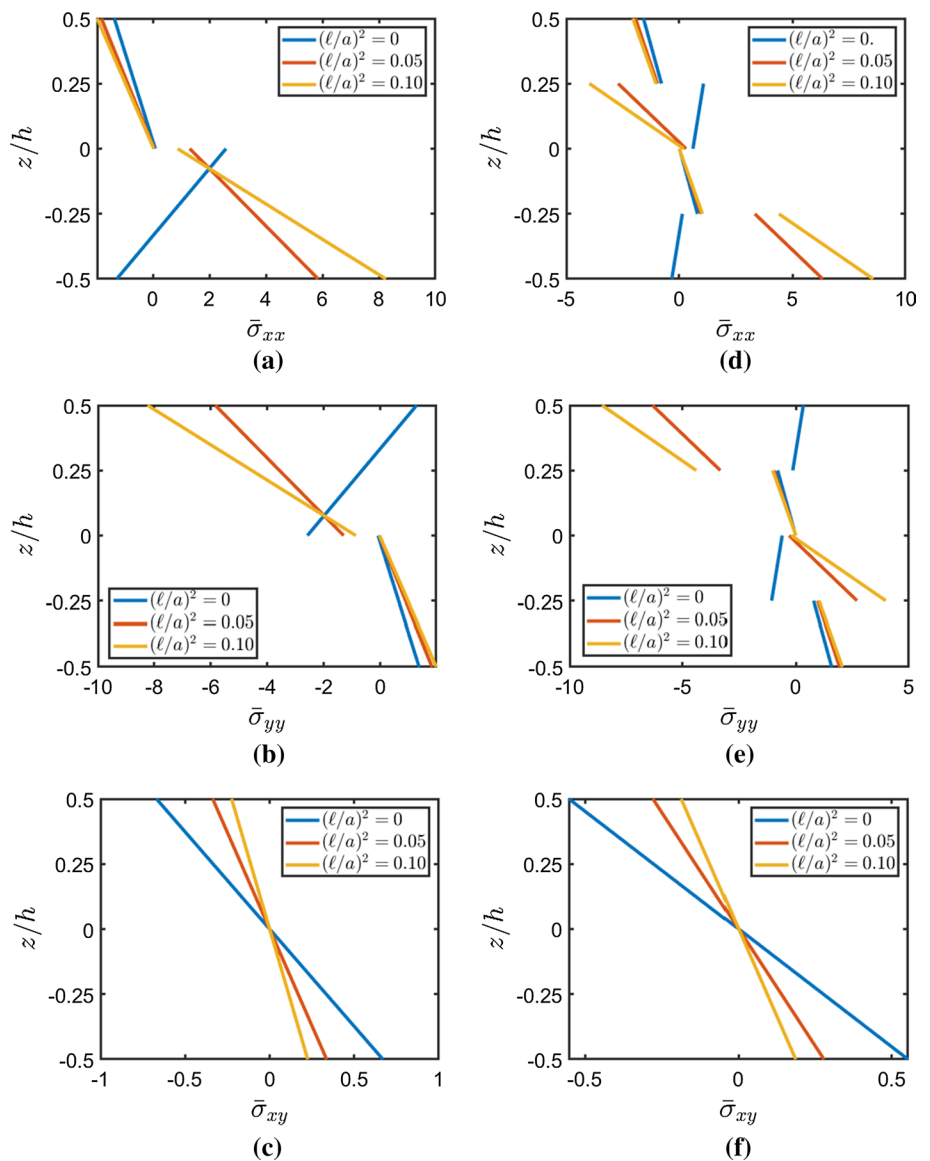 0.5
0.25
0
-0.25
-0.5
z/h
(ℓ/a)² = 0
(ℓ/a)² = 0.05
(ℓ/a)² = 0.10
0 2 4 6 8 10
σ̄xx
(a)
0.5
0.25
0
-0.25
-0.5
z/h
(ℓ/a)² = 0.
(ℓ/a)² = 0.05
(ℓ/a)² = 0.10
-5 0 5 10
σ̄xx
(d)
0.5
0.25
0
-0.25
-0.5
z/h
(ℓ/a)² = 0
(ℓ/a)² = 0.05
(ℓ/a)² = 0.10
-10 -8 -6 -4 -2 0
σ̄yy
(b)
0.5
0.25
0
-0.25
-0.5
z/h
(ℓ/a)² = 0
(ℓ/a)² = 0.05
(ℓ/a)² = 0.10
-10 -5 0 5
σ̄yy
(e)
0.5
0.25
0
-0.25
-0.5
z/h
(ℓ/a)² = 0
(ℓ/a)² = 0.05
(ℓ/a)² = 0.10
-1 -0.5 0 0.5 1
σ̄xy
(c)
0.5
0.25
0
-0.25
-0.5
z/h
(ℓ/a)² = 0
(ℓ/a)² = 0.05
(ℓ/a)² = 0.10
-0.5 0 0.5
σ̄xy
(f)